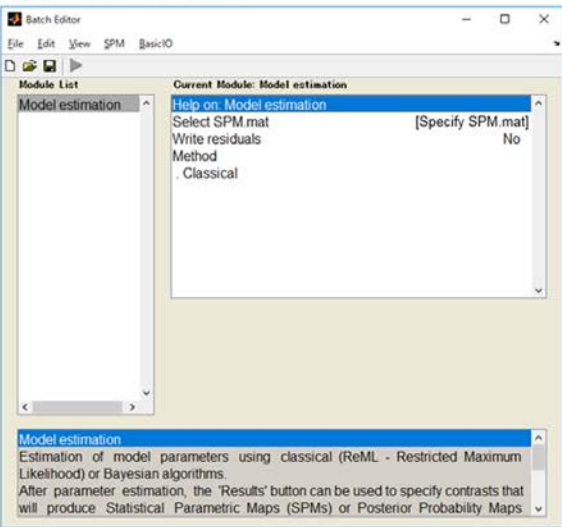 Batch Editor
File Edit View SPM BasicIO
Module List
Current Module: Model estimation
Model estimation
Help on: Model estimation
Select SPM.mat [Specify SPM.mat]
Write residuals No
Method
. Classical
Model estimation
Estimation of model parameters using classical (ReML - Restricted Maximum
Likelihood) or Bayesian algorithms.
After parameter estimation, the 'Results' button can be used to specify contrasts that
will produce Statistical Parametric Maps (SPMs) or Posterior Probability Maps